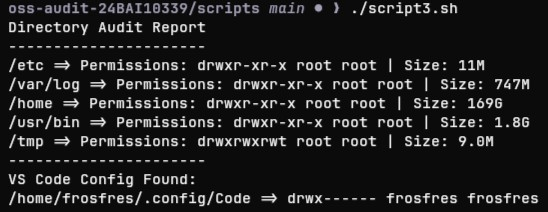 oss-audit-24BAI10339/scripts main ● ❯ ./script3.sh
Directory Audit Report
----------------------
/etc ⇒ Permissions: drwxr-xr-x root root | Size: 11M
/var/log ⇒ Permissions: drwxr-xr-x root root | Size: 747M
/home ⇒ Permissions: drwxr-xr-x root root | Size: 169G
/usr/bin ⇒ Permissions: drwxr-xr-x root root | Size: 1.8G
/tmp ⇒ Permissions: drwxrwxrwt root root | Size: 9.0M
----------------------
VS Code Config Found:
/home/frosfres/.config/Code ⇒ drwx------ frosfres frosfres